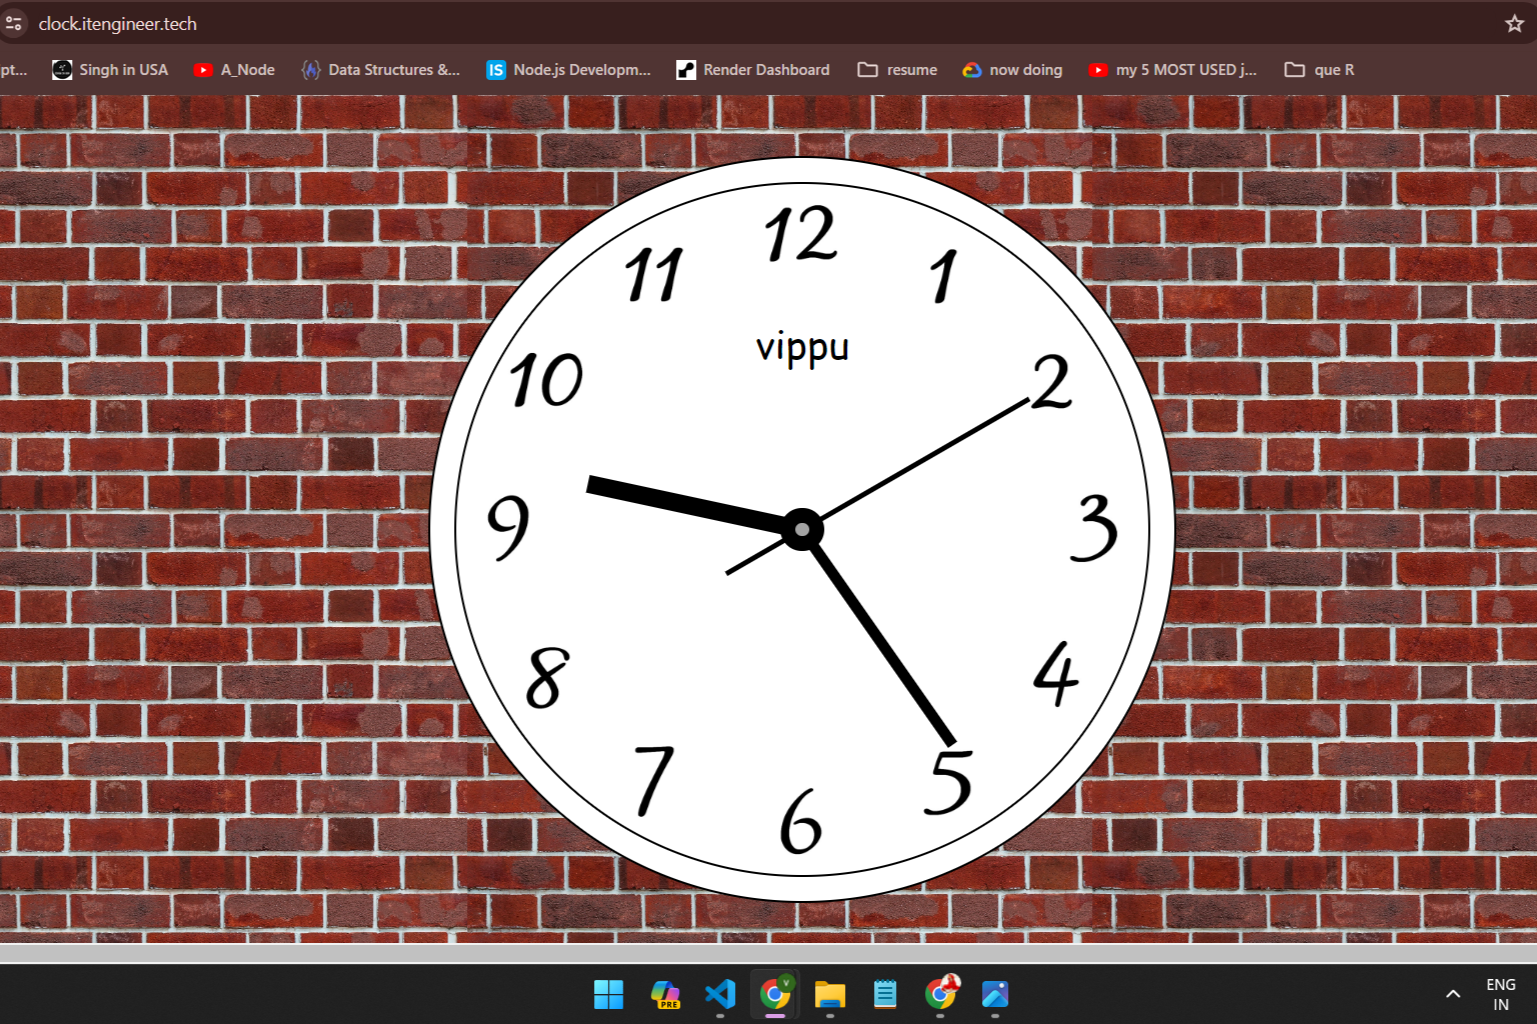 clock.itengineer.tech
pt... Singh in USA A_Node Data Structures &... Node.js Developm... Render Dashboard resume now doing my 5 MOST USED j... que R
IS
12
11 1
vippu
10 2
9 3
8 4
7 5
6
V
PRE
ENG
IN